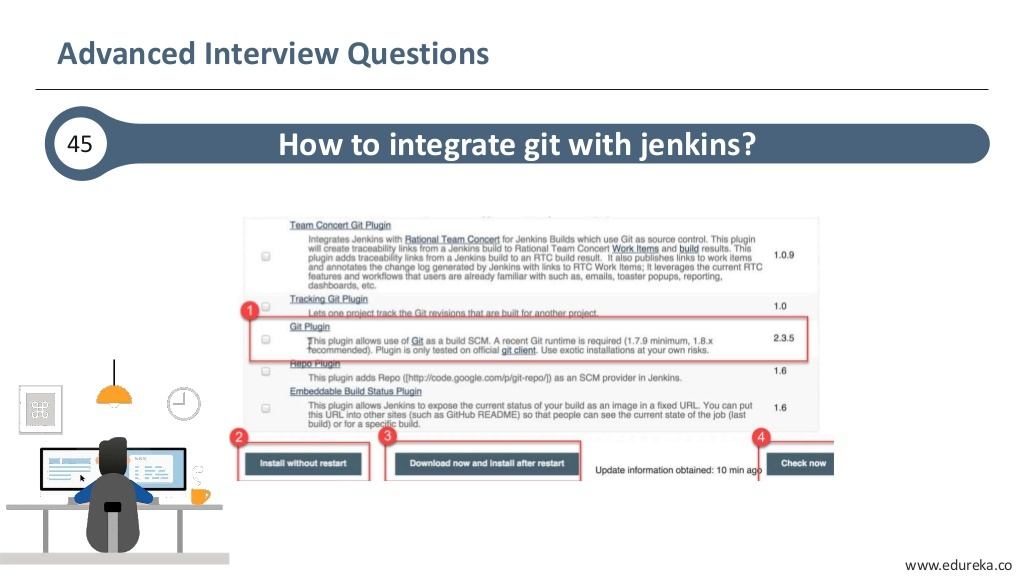 Advanced Interview Questions
45
How to integrate git with jenkins?
Team Concert Git Plugin
Integrates Jenkins with Rational Team Concert for Jenkins Builds which use Git as source control. This plugin
will create traceability links from a Jenkins build to Rational Team Concert Work Items and build results. This
plugin adds traceability links from a Jenkins build to an RTC build result. It also publishes links to work items
and annotates the change log generated by Jenkins with links to RTC Work Items; It leverages the current RTC
features and workflows that users are already familiar with such as, emails, toaster popups, reporting,
dashboards, etc.
1.0.9
1
Tracking Git Plugin
Lets one project track the Git revisions that are built for another project.
1.0
Git Plugin
This plugin allows use of Git as a build SCM. A recent Git runtime is required (1.7.9 minimum, 1.8.x
recommended). Plugin is only tested on official git client. Use exotic installations at your own risks.
2.3.5
Repo Plugin
This plugin adds Repo ([http://code.google.com/p/git-repo/]) as an SCM provider in Jenkins.
1.6
Embeddable Build Status Plugin
This plugin allows Jenkins to expose the current status of your build as an image in a fixed URL. You can put
this URL into other sites (such as GitHub README) so that people can see the current state of the job (last
build) or for a specific build.
1.6
2
3
4
Install without restart
Download now and install after restart
Update information obtained: 10 min ago
Check now
www.edureka.co